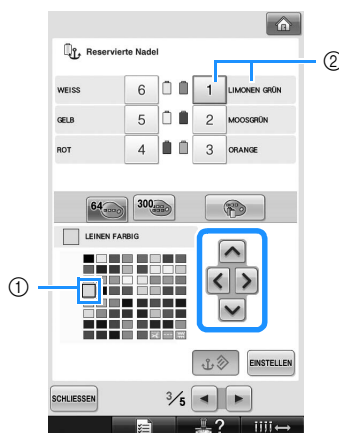 Reservierte Nadel
②
WEISS 6 1 LIMONEN GRÜN
GELB 5 2 MOOSGRÜN
ROT 4 3 ORANGE
64 300
LEINEN FARBIG
①
EINSTELLEN
SCHLIESSEN 3/5
?